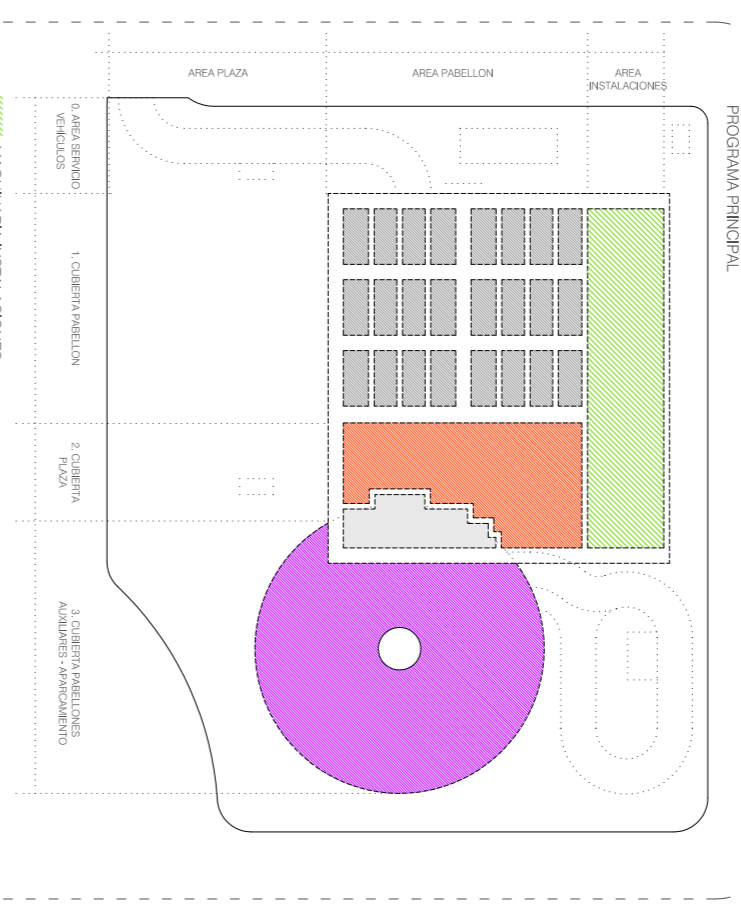 AREA PLAZA
AREA PABELLON
AREA
INSTALACIONES
PROGRAMA PRINCIPAL
0. AREA SERVICIO
VEHÍCULOS
1. CUBIERTA PABELLON
2. CUBIERTA
PLAZA
3. CUBIERTA PABELLONES
AUXILIARES - APARCAMIENTO